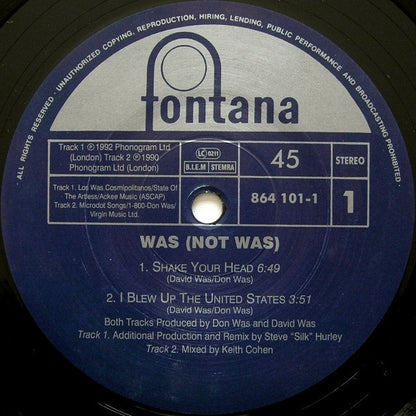 · ALL RIGHTS RESERVED · UNAUTHORIZED COPYING, REPRODUCTION, HIRING, LENDING, PUBLIC PERFORMANCE AND BROADCASTING PROHIBITED ·
fontana
Track 1 ℗ 1992 Phonogram Ltd
(London) Track 2 ℗ 1990
Phonogram Ltd (London)
LC 0211
B.I.E.M STEMRA
45
STEREO
Track 1. Los Was Cosmipolitanos/State Of
The Artless/Ackee Music (ASCAP)
Track 2. Microdot Songs/1-800-Don Was/
Virgin Music Ltd.
864 101-1
1
WAS (NOT WAS)
1. SHAKE YOUR HEAD 6:49
(David Was/Don Was)
2. I BLEW UP THE UNITED STATES 3:51
(David Was/Don Was)
Both Tracks Produced by Don Was and David Was
Track 1. Additional Production and Remix by Steve "Silk" Hurley
Track 2. Mixed by Keith Cohen